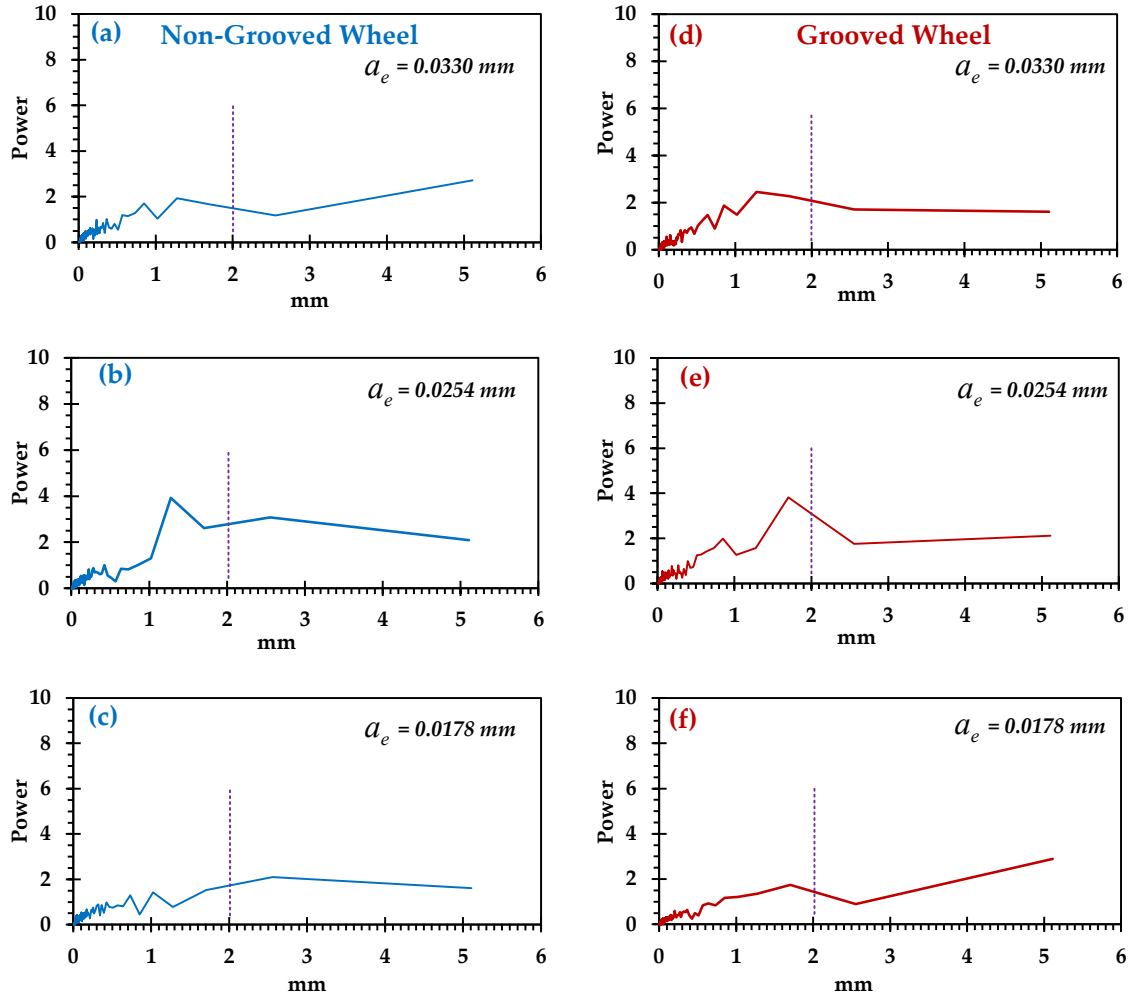 (a) Non-Grooved Wheel
a_e = 0.0330 mm
Power
10
8
6
4
2
0
0 1 2 3 4 5 6
mm
(d) Grooved Wheel
a_e = 0.0330 mm
Power
10
8
6
4
2
0
0 1 2 3 4 5 6
mm
(b)
a_e = 0.0254 mm
Power
10
8
6
4
2
0
0 1 2 3 4 5 6
mm
(e)
a_e = 0.0254 mm
Power
10
8
6
4
2
0
0 1 2 3 4 5 6
mm
(c)
a_e = 0.0178 mm
Power
10
8
6
4
2
0
0 1 2 3 4 5 6
mm
(f)
a_e = 0.0178 mm
Power
10
8
6
4
2
0
0 1 2 3 4 5 6
mm